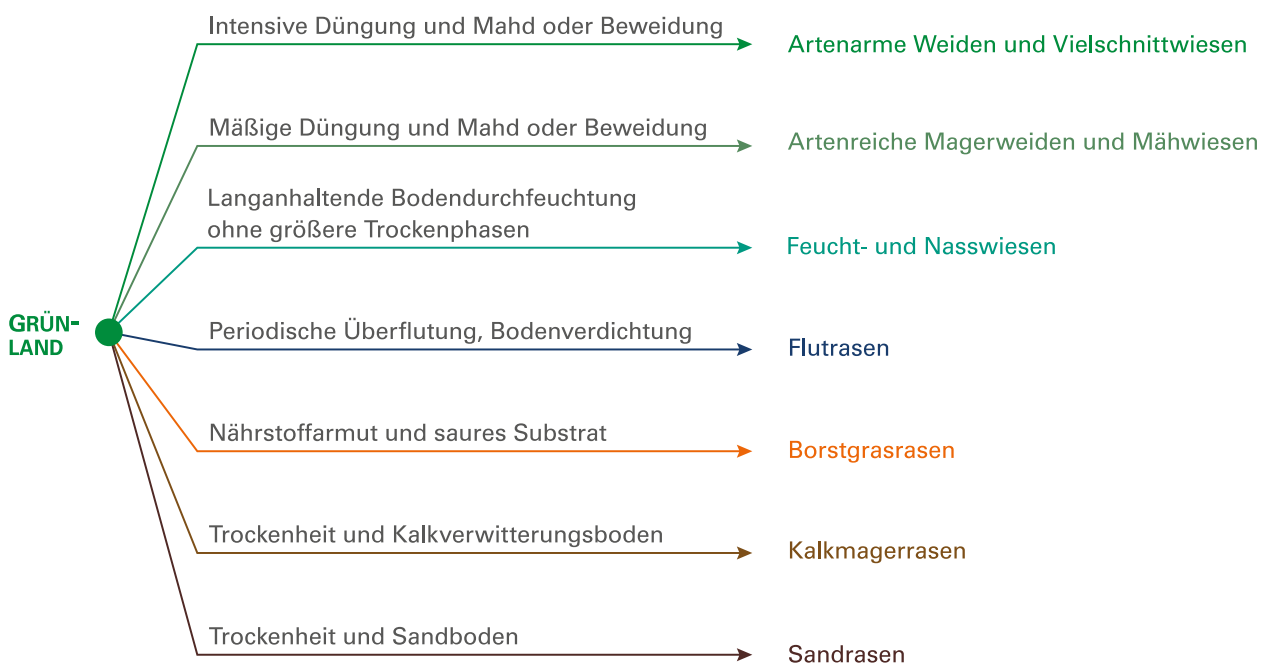 Intensive Düngung und Mahd oder Beweidung
Artenarme Weiden und Vielschnittwiesen
Mäßige Düngung und Mahd oder Beweidung
Artenreiche Magerweiden und Mähwiesen
Langanhaltende Bodendurchfeuchtung
ohne größere Trockenphasen
Feucht- und Nasswiesen
GRÜN-
LAND
Periodische Überflutung, Bodenverdichtung
Flutrasen
Nährstoffarmut und saures Substrat
Borstgrasrasen
Trockenheit und Kalkverwitterungsboden
Kalkmagerrasen
Trockenheit und Sandboden
Sandrasen